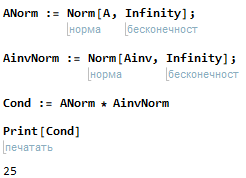 ANorm := Norm[A, Infinity];
норма бесконечност
AinvNorm := Norm[Ainv, Infinity];
норма бесконечност
Cond := ANorm * AinvNorm
Print[Cond]
печатать
25